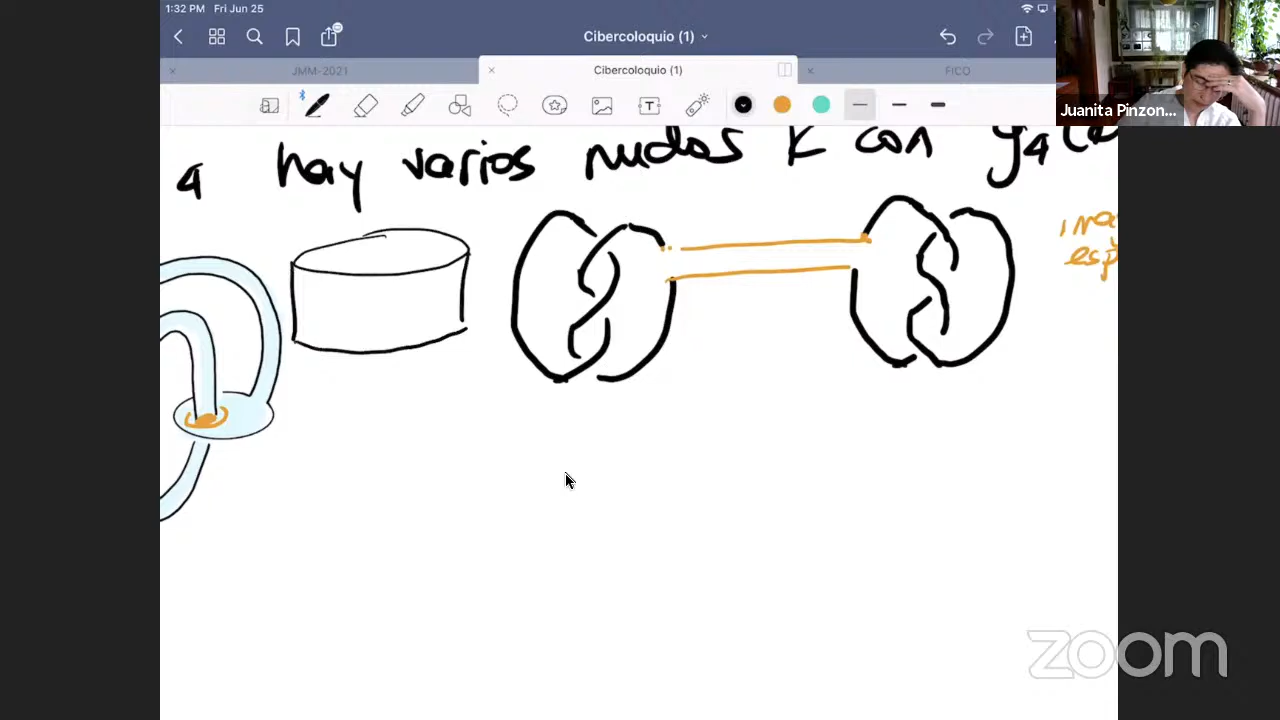 1:32 PM Fri Jun 25
Cibercoloquio (1)
JMM-2021
Cibercoloquio (1)
FICO
T
Juanita Pinzon...
4 hay varios nudos K con
zoom